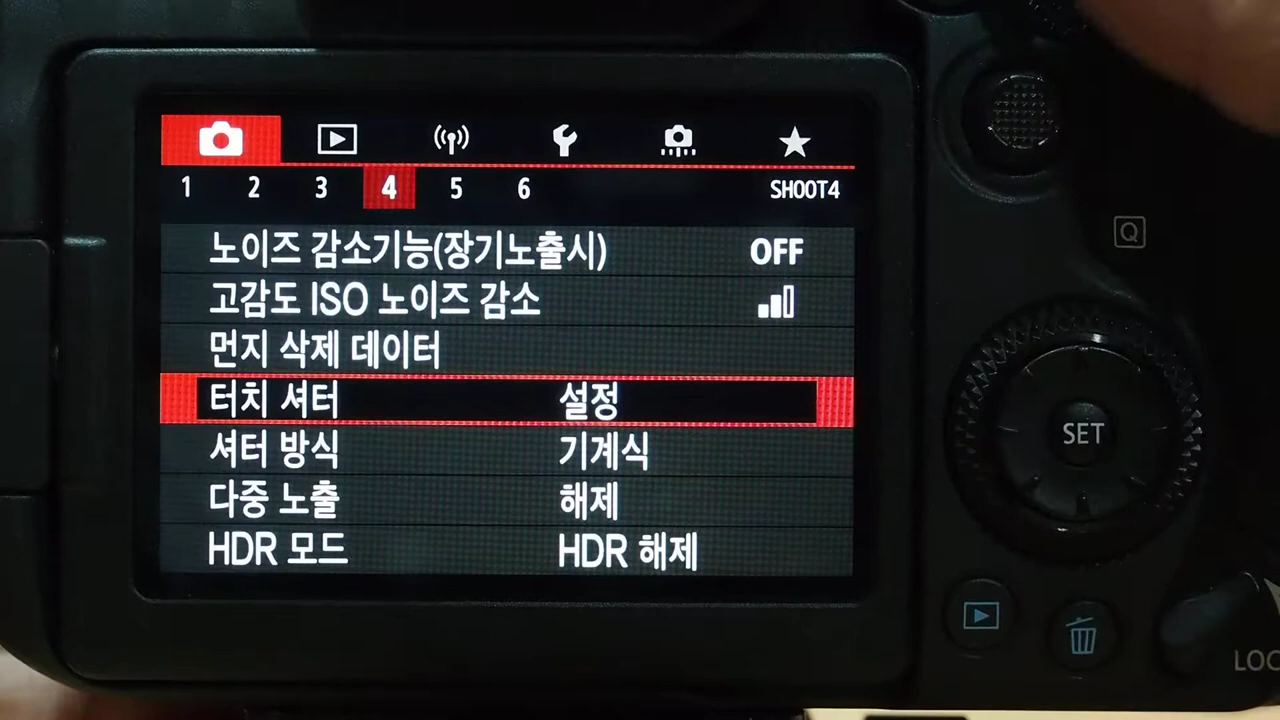 1 2 3 4 5 6 SHOOT4
노이즈 감소기능(장기노출시) OFF
고감도 ISO 노이즈 감소
먼지 삭제 데이터
터치 셔터 설정
셔터 방식 기계식
다중 노출 해제
HDR 모드 HDR 해제
Q
SET